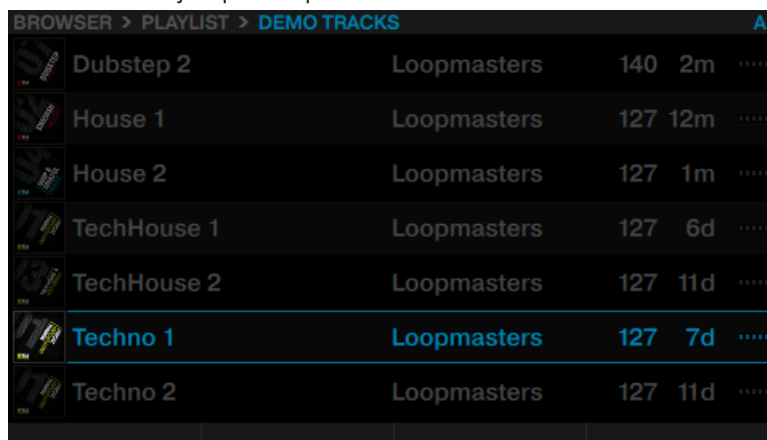 BROWSER > PLAYLIST > DEMO TRACKS A
Dubstep 2 Loopmasters 140 2m
House 1 Loopmasters 127 12m
House 2 Loopmasters 127 1m
TechHouse 1 Loopmasters 127 6d
TechHouse 2 Loopmasters 127 11d
Techno 1 Loopmasters 127 7d
Techno 2 Loopmasters 127 11d